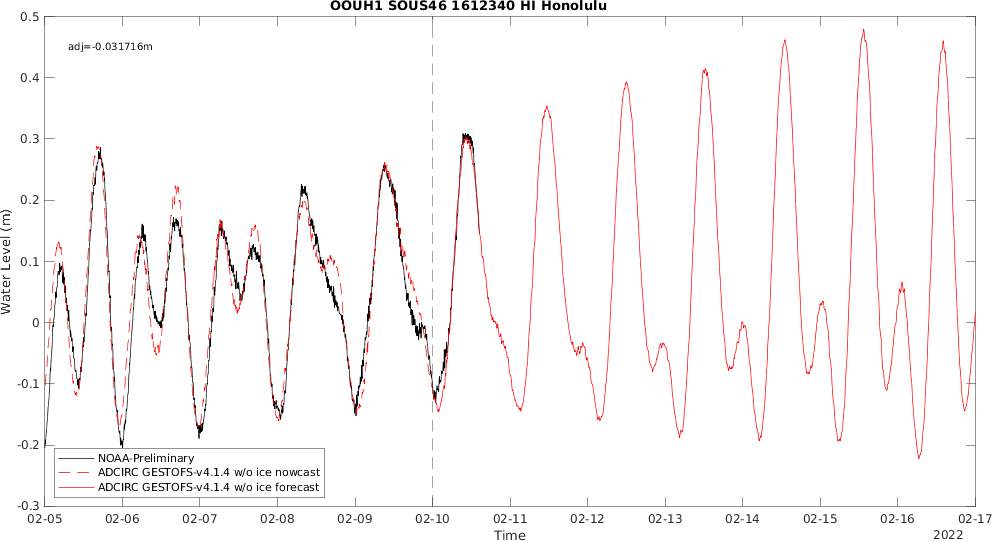 OOUH1 SOUS46 1612340 HI Honolulu
adj=-0.031716m
0.5
0.4
0.3
0.2
0.1
0
-0.1
-0.2
-0.3
Water Level (m)
NOAA-Preliminary
ADCIRC GESTOFS-v4.1.4 w/o ice nowcast
ADCIRC GESTOFS-v4.1.4 w/o ice forecast
02-05 02-06 02-07 02-08 02-09 02-10 02-11 02-12 02-13 02-14 02-15 02-16 02-17
Time
2022